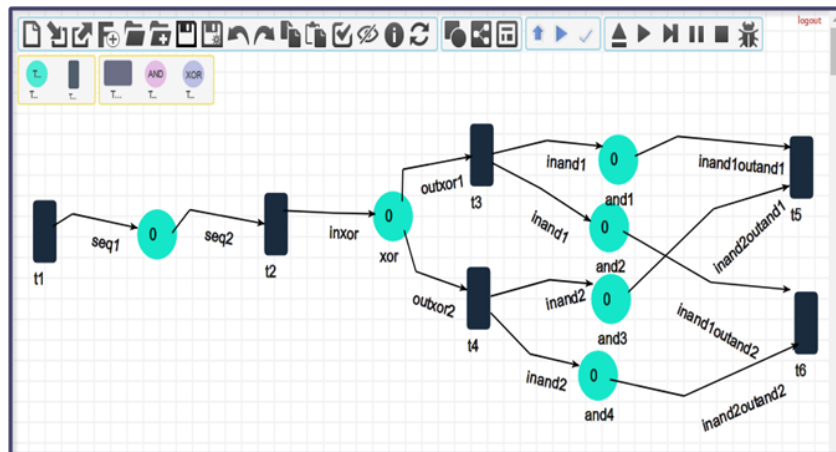 logout
T... AND XOR
T... T... T... T... T...
t1
seq1
0
seq2
t2
inxor
0
xor
outxor1
outxor2
t3
t4
inand1
inand1
inand2
inand2
0
and1
0
and2
0
and3
0
and4
inand1outand1
inand2outand1
inand1outand2
inand2outand2
t5
t6